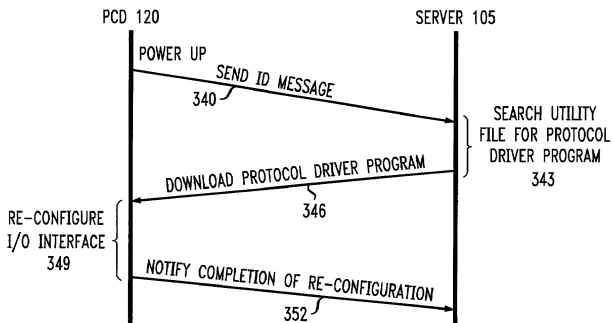 PCD 120
SERVER 105
POWER UP
SEND ID MESSAGE
340
SEARCH UTILITY
FILE FOR PROTOCOL
DRIVER PROGRAM
343
DOWNLOAD PROTOCOL DRIVER PROGRAM
346
RE-CONFIGURE
I/O INTERFACE
349
NOTIFY COMPLETION OF RE-CONFIGURATION
352